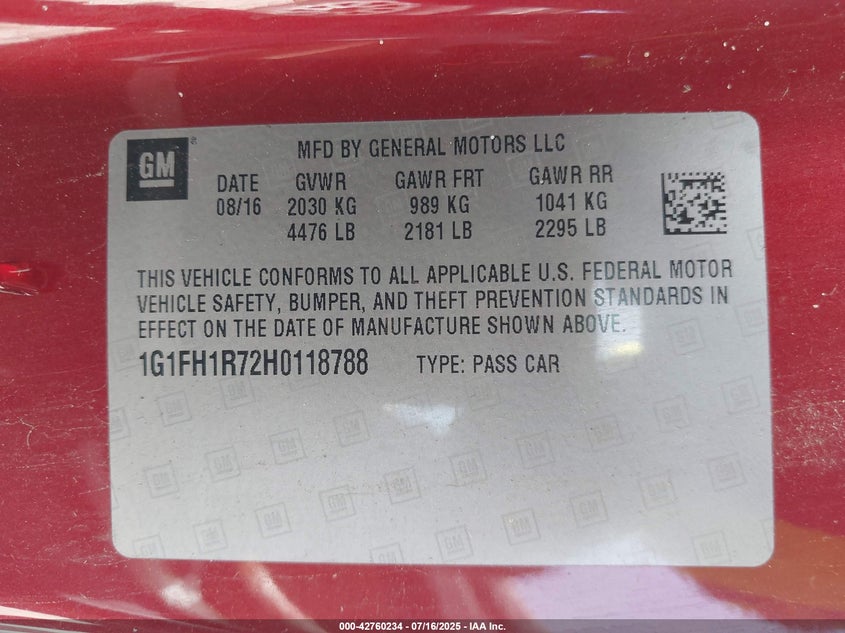 GM
MFD BY GENERAL MOTORS LLC
DATE GVWR GAWR FRT GAWR RR
08/16 2030 KG 989 KG 1041 KG
4476 LB 2181 LB 2295 LB
THIS VEHICLE CONFORMS TO ALL APPLICABLE U.S. FEDERAL MOTOR
VEHICLE SAFETY, BUMPER, AND THEFT PREVENTION STANDARDS IN
EFFECT ON THE DATE OF MANUFACTURE SHOWN ABOVE.
1G1FH1R72H0118788 TYPE: PASS CAR
000-42760234 - 07/16/2025 - IAA Inc.